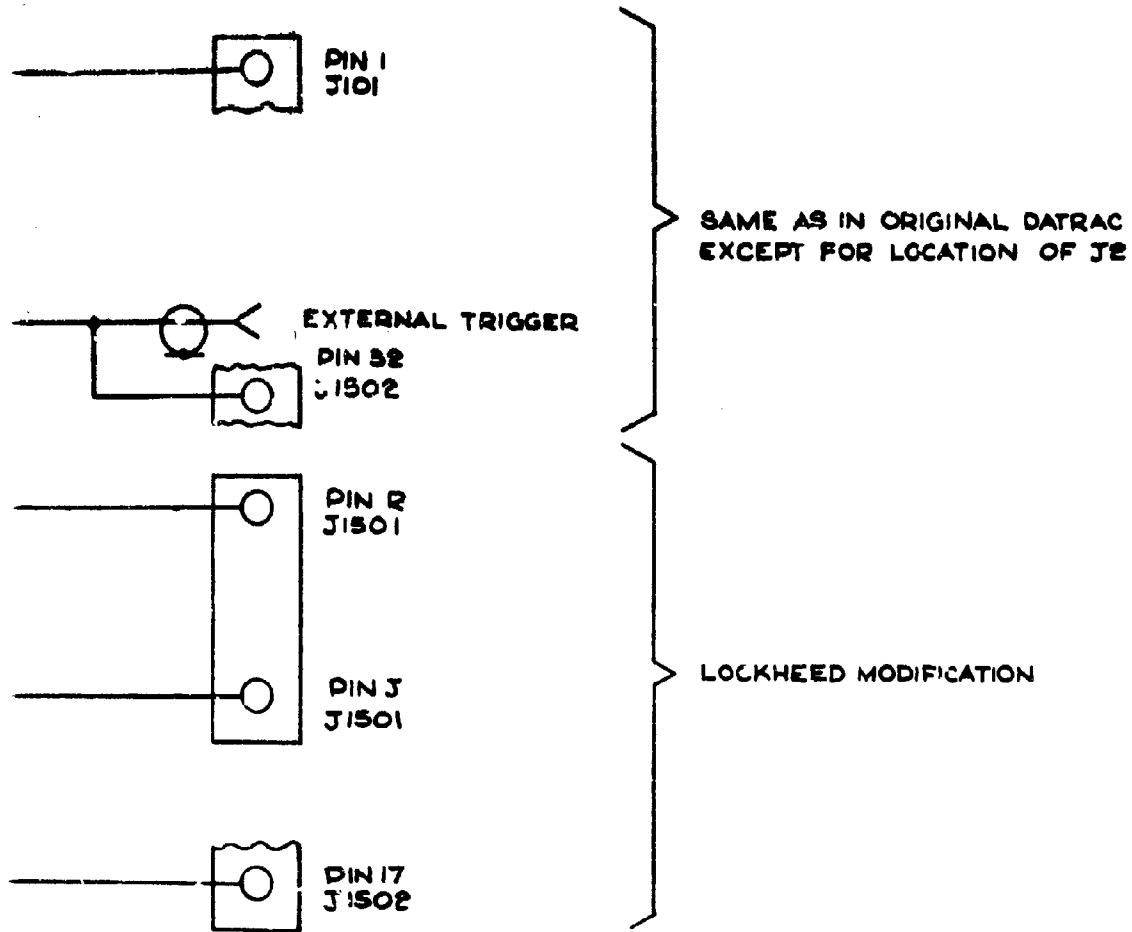 PIN 1
J101
SAME AS IN ORIGINAL DATRAC
EXCEPT FOR LOCATION OF J2
EXTERNAL TRIGGER
PIN 32
J1502
PIN R
J1501
LOCKHEED MODIFICATION
PIN J
J1501
PIN 17
J1502